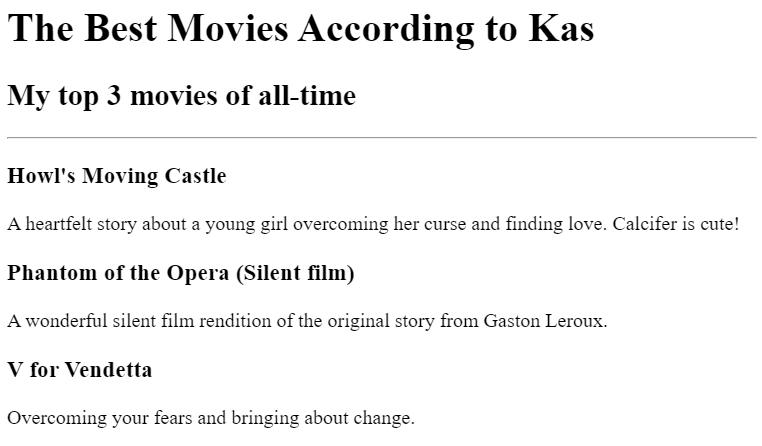 The Best Movies According to Kas
My top 3 movies of all-time
Howl's Moving Castle
A heartfelt story about a young girl overcoming her curse and finding love. Calcifer is cute!
Phantom of the Opera (Silent film)
A wonderful silent film rendition of the original story from Gaston Leroux.
V for Vendetta
Overcoming your fears and bringing about change.